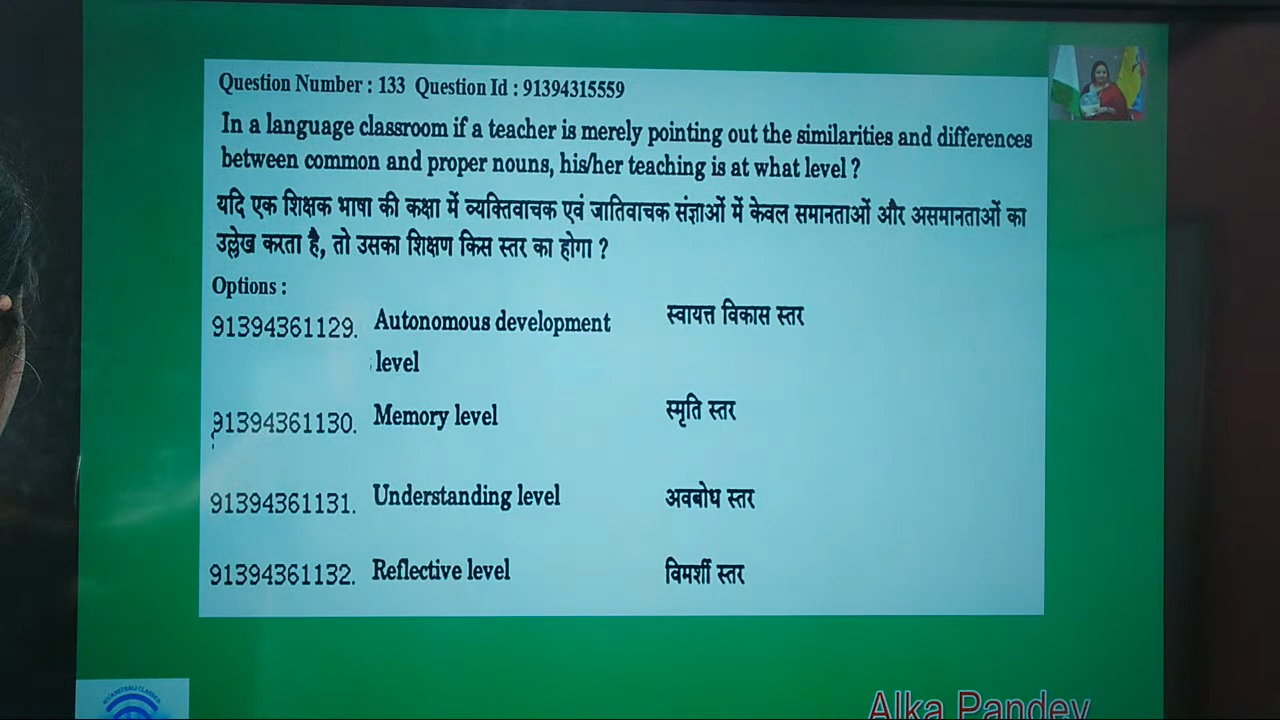 Question Number : 133 Question Id : 91394315559
In a language classroom if a teacher is merely pointing out the similarities and differences
between common and proper nouns, his/her teaching is at what level ?
यदि एक शिक्षक भाषा की कक्षा में व्यक्तिवाचक एवं जातिवाचक संज्ञाओं में केवल समानताओं और असमानताओं का
उल्लेख करता है, तो उसका शिक्षण किस स्तर का होगा ?
Options :
91394361129. Autonomous development स्वायत्त विकास स्तर
level
91394361130. Memory level स्मृति स्तर
91394361131. Understanding level अवबोध स्तर
91394361132. Reflective level विमर्शी स्तर
Alka Pandey